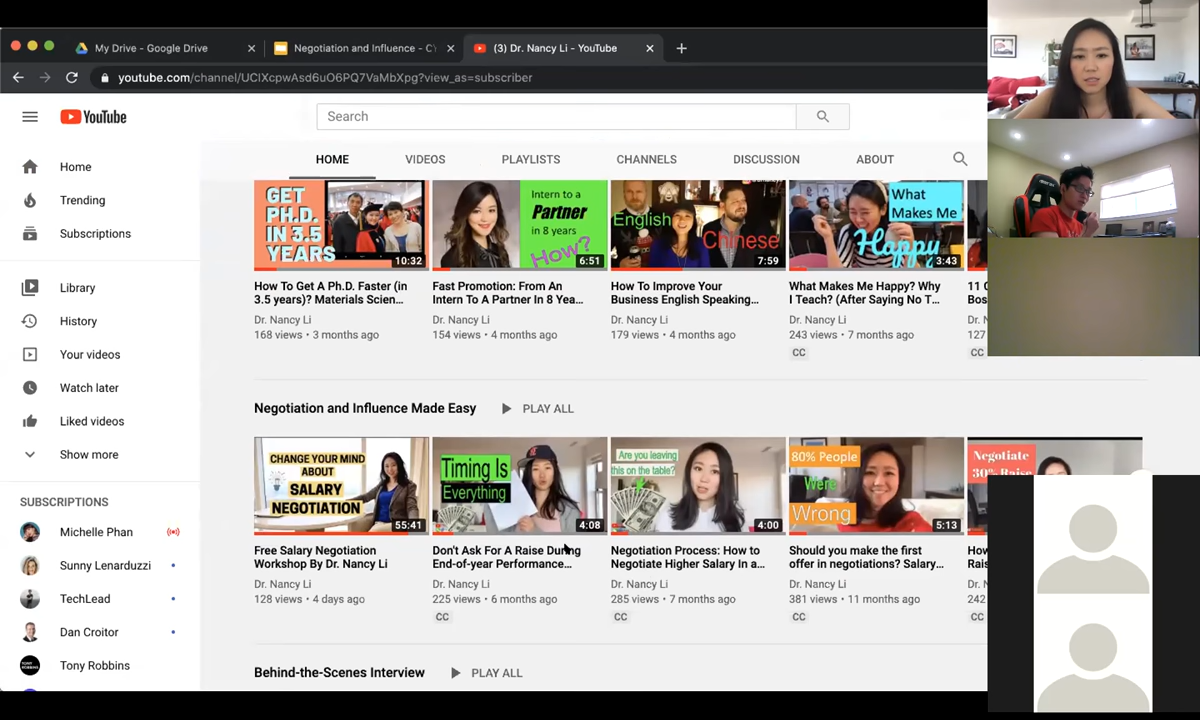 My Drive - Google Drive
Negotiation and Influence - C
(3) Dr. Nancy Li - YouTube
youtube.com/channel/UCIXcpwAsd6uO6PQ7VaMbXpg?view_as=subscriber
YouTube
Search
HOME
VIDEOS
PLAYLISTS
CHANNELS
DISCUSSION
ABOUT
Home
Trending
Subscriptions
Library
History
Your videos
Watch later
Liked videos
Show more
SUBSCRIPTIONS
Michelle Phan
Sunny Lenarduzzi
TechLead
Dan Croitor
Tony Robbins
GET
PH.D.
IN 3.5
YEARS
10:32
How To Get A Ph.D. Faster (in
3.5 years)? Materials Scien...
Dr. Nancy Li
168 views • 3 months ago
Intern to a
Partner
in 8 years
How?
6:51
Fast Promotion: From An
Intern To A Partner In 8 Yea...
Dr. Nancy Li
154 views • 4 months ago
English
Chinese
7:59
How To Improve Your
Business English Speaking...
Dr. Nancy Li
179 views • 4 months ago
What
Makes Me
Happy
3:43
What Makes Me Happy? Why
I Teach? (After Saying No T...
Dr. Nancy Li
243 views • 7 months ago
CC
11
Bos
Dr. N
127
CC
Negotiation and Influence Made Easy
PLAY ALL
CHANGE YOUR MIND
ABOUT
SALARY
NEGOTIATION
55:41
Free Salary Negotiation
Workshop By Dr. Nancy Li
Dr. Nancy Li
128 views • 4 days ago
Timing Is
Everything
4:08
Don't Ask For A Raise During
End-of-year Performance...
Dr. Nancy Li
225 views • 6 months ago
CC
Are you leaving
this on the table?
4:00
Negotiation Process: How to
Negotiate Higher Salary In a...
Dr. Nancy Li
285 views • 7 months ago
CC
80% People
Were
Wrong
5:13
Should you make the first
offer in negotiations? Salary...
Dr. Nancy Li
381 views • 11 months ago
CC
Negotiate
30% Raise
How
Rais
Dr. N
242
CC
Behind-the-Scenes Interview
PLAY ALL